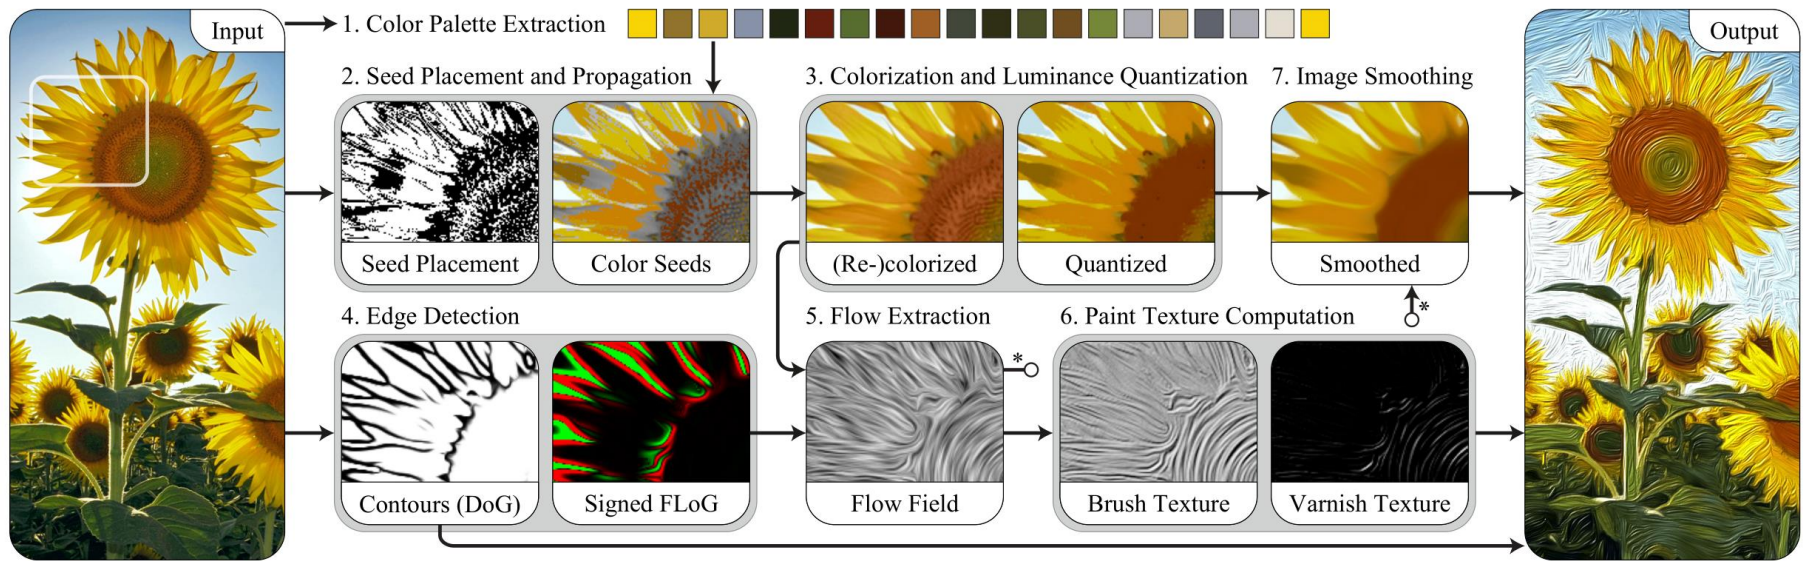 Input
1. Color Palette Extraction
Output
2. Seed Placement and Propagation
3. Colorization and Luminance Quantization
7. Image Smoothing
Seed Placement
Color Seeds
(Re-)colorized
Quantized
Smoothed
*
4. Edge Detection
5. Flow Extraction
6. Paint Texture Computation
*
Contours (DoG)
Signed FLoG
Flow Field
Brush Texture
Varnish Texture